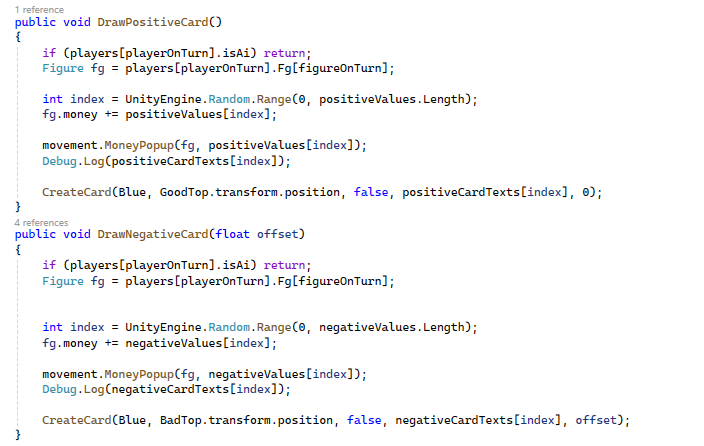 1 reference
public void DrawPositiveCard()
{
if (players[playerOnTurn].isAi) return;
Figure fg = players[playerOnTurn].Fg[figureOnTurn];
int index = UnityEngine.Random.Range(0, positiveValues.Length);
fg.money += positiveValues[index];
movement.MoneyPopup(fg, positiveValues[index]);
Debug.Log(positiveCardTexts[index]);
CreateCard(Blue, GoodTop.transform.position, false, positiveCardTexts[index], 0);
}
4 references
public void DrawNegativeCard(float offset)
{
if (players[playerOnTurn].isAi) return;
Figure fg = players[playerOnTurn].Fg[figureOnTurn];
int index = UnityEngine.Random.Range(0, negativeValues.Length);
fg.money += negativeValues[index];
movement.MoneyPopup(fg, negativeValues[index]);
Debug.Log(negativeCardTexts[index]);
CreateCard(Blue, BadTop.transform.position, false, negativeCardTexts[index], offset);
}